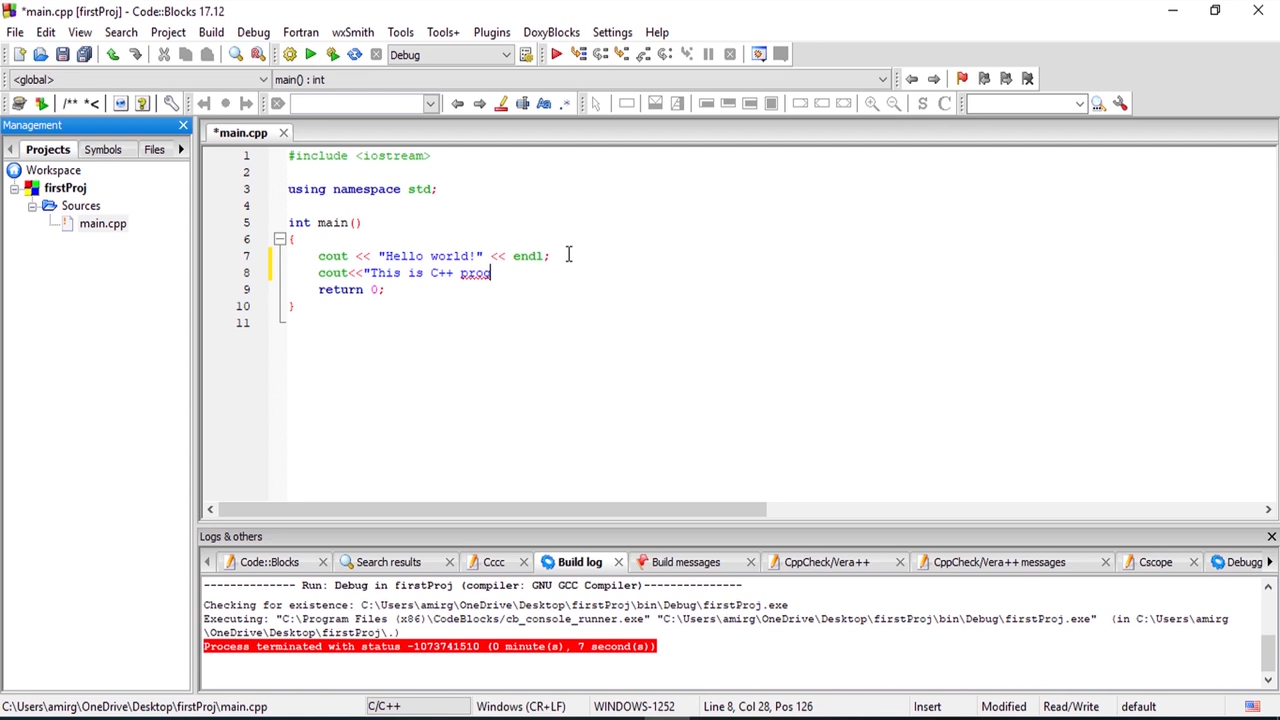 *main.cpp [firstProj] - Code::Blocks 17.12
File Edit View Search Project Build Debug Fortran wxSmith Tools Tools+ Plugins DoxyBlocks Settings Help
Debug
<global> main() : int
/** *< Aa .* S C
Management
*main.cpp
Projects Symbols Files
Workspace
firstProj
Sources
main.cpp
1 #include <iostream>
2
3 using namespace std;
4
5 int main()
6 {
7 cout << "Hello world!" << endl;
8 cout<<"This is C++ prog
9 return 0;
10 }
11
Logs & others
Code::Blocks Search results Cccc Build log Build messages CppCheck/Vera++ CppCheck/Vera++ messages Cscope Debugg
-------------- Run: Debug in firstProj (compiler: GNU GCC Compiler)---------------
Checking for existence: C:\Users\amirg\OneDrive\Desktop\firstProj\bin\Debug\firstProj.exe
Executing: "C:\Program Files (x86)\CodeBlocks/cb_console_runner.exe" "C:\Users\amirg\OneDrive\Desktop\firstProj\bin\Debug\firstProj.exe"  (in C:\Users\amirg
\OneDrive\Desktop\firstProj\.)
Process terminated with status -1073741510 (0 minute(s), 7 second(s))
C:\Users\amirg\OneDrive\Desktop\firstProj\main.cpp C/C++ Windows (CR+LF) WINDOWS-1252 Line 8, Col 28, Pos 126 Insert Modified Read/Write default